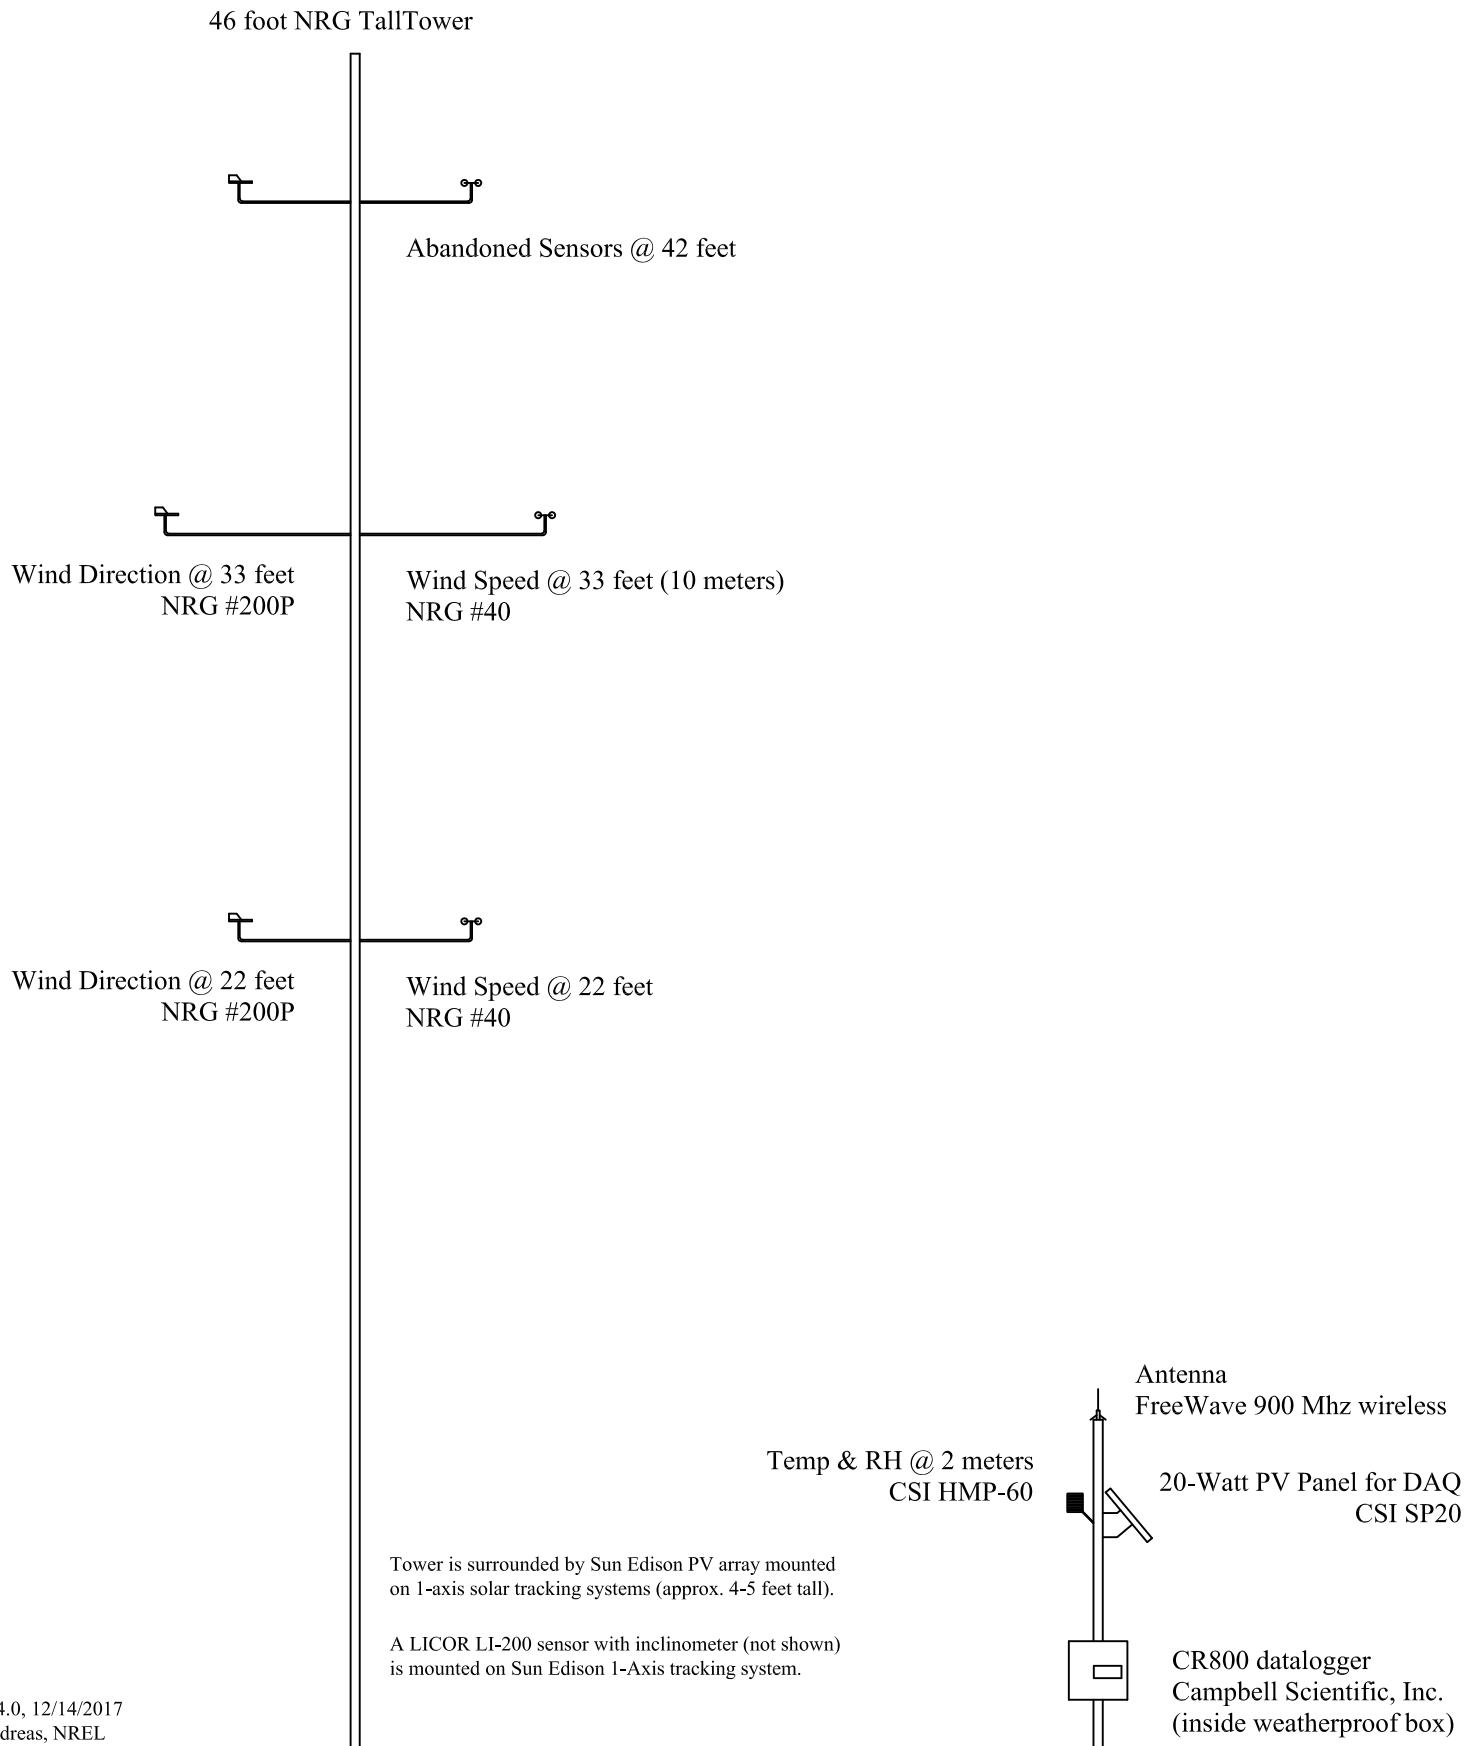 46 foot NRG TallTower
Abandoned Sensors @ 42 feet
Wind Direction @ 33 feet
NRG #200P
Wind Speed @ 33 feet (10 meters)
NRG #40
Wind Direction @ 22 feet
NRG #200P
Wind Speed @ 22 feet
NRG #40
Antenna
FreeWave 900 Mhz wireless
Temp & RH @ 2 meters
CSI HMP-60
20-Watt PV Panel for DAQ
CSI SP20
Tower is surrounded by Sun Edison PV array mounted
on 1-axis solar tracking systems (approx. 4-5 feet tall).
A LICOR LI-200 sensor with inclinometer (not shown)
is mounted on Sun Edison 1-Axis tracking system.
CR800 datalogger
Campbell Scientific, Inc.
(inside weatherproof box)
4.0, 12/14/2017
dreas, NREL